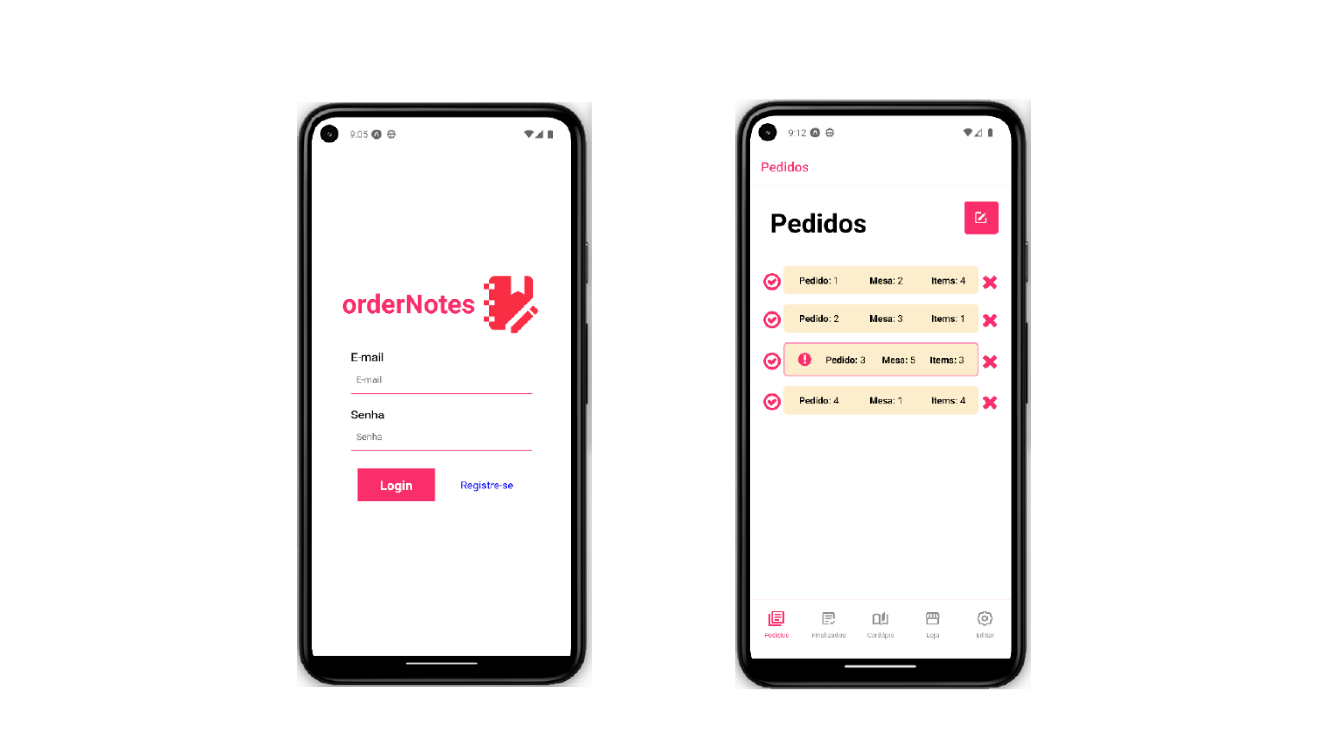 9:05
orderNotes
E-mail
E-mail
Senha
Senha
Login Registre-se
9:12
Pedidos
Pedidos
Pedido: 1 Mesa: 2 Items: 4
Pedido: 2 Mesa: 3 Items: 1
Pedido: 3 Mesa: 5 Items: 3
Pedido: 4 Mesa: 1 Items: 4
Pedidos Finalizados Cardápio Loja Editar